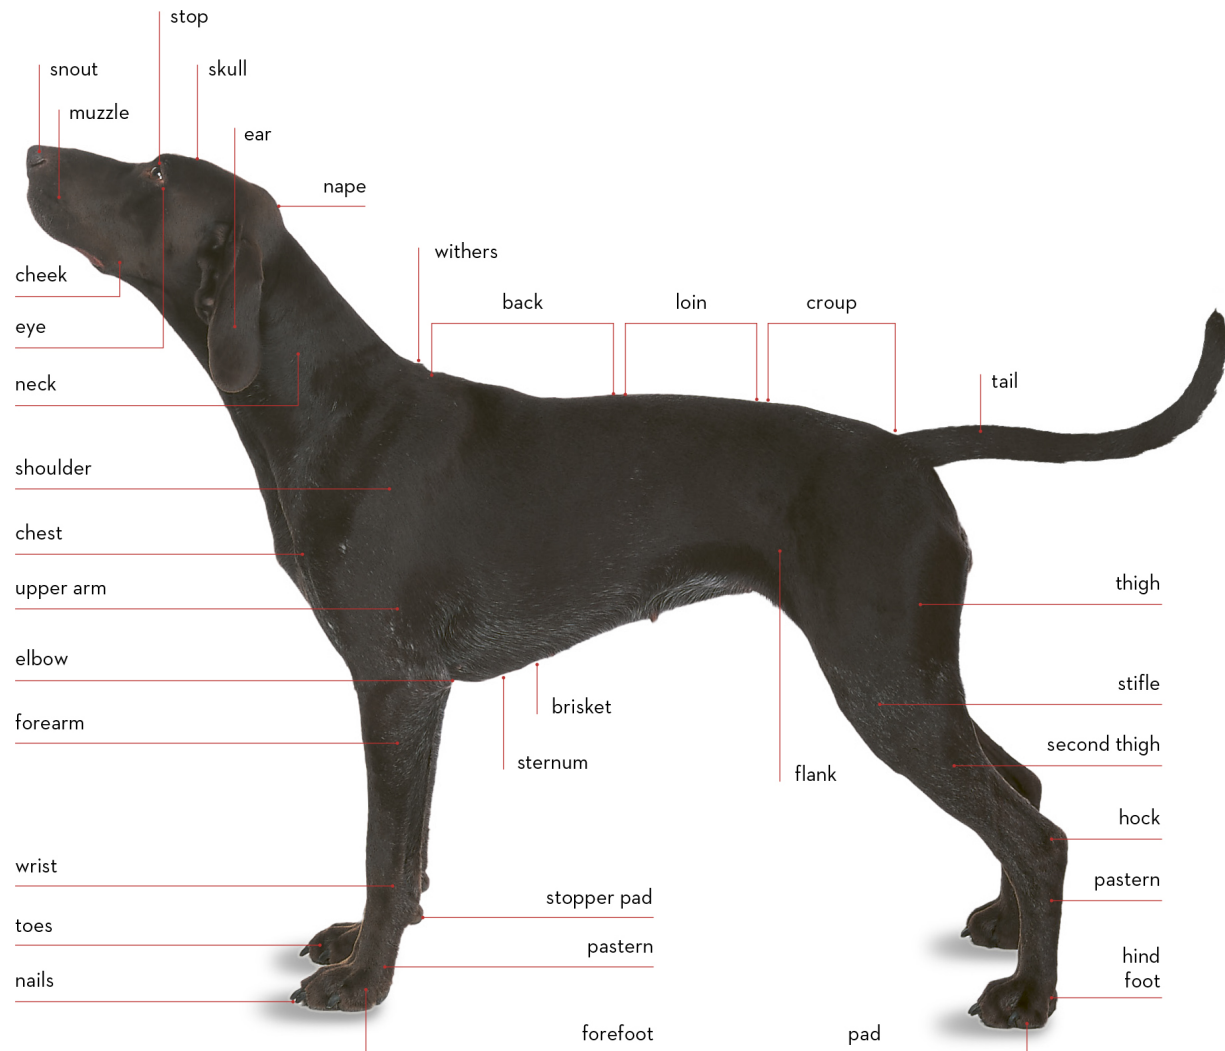 stop
snout
skull
muzzle
ear
nape
withers
cheek
back
loin
croup
eye
tail
neck
shoulder
chest
upper arm
thigh
elbow
stifle
brisket
forearm
second thigh
sternum
flank
hock
wrist
pastern
stopper pad
toes
pastern
hind
foot
nails
forefoot
pad